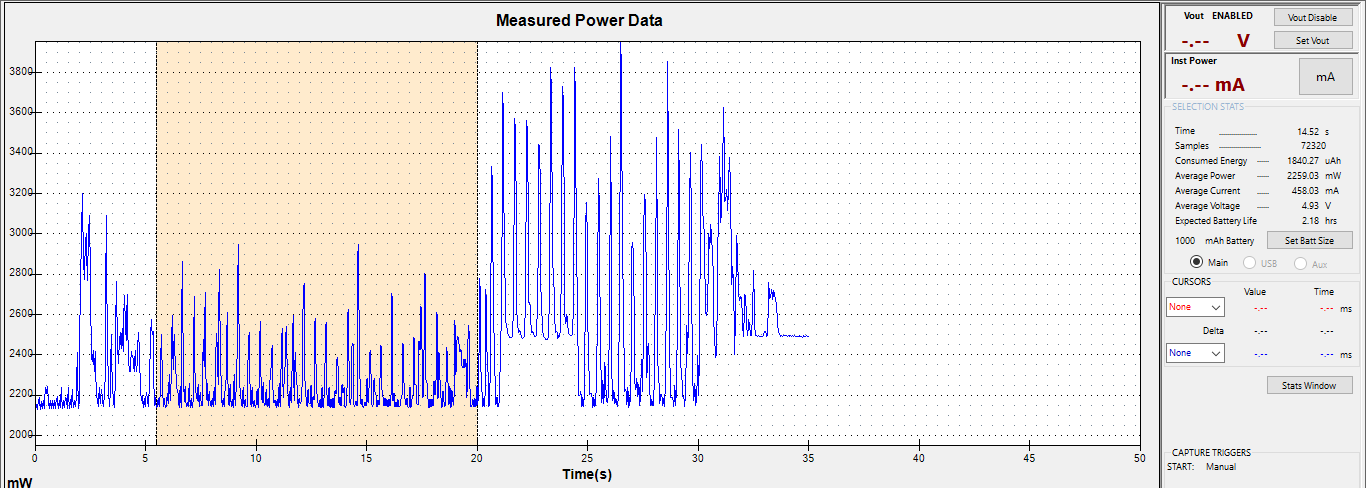 Measured Power Data
3800
3600
3400
3200
3000
2800
2600
2400
2200
2000
0 5 10 15 20 25 30 35 40 45 50
Time(s)
mW
Vout ENABLED Vout Disable
-.-- V Set Vout
Inst Power
-.-- mA mA
SELECTION STATS
Time 14.52 s
Samples 72320
Consumed Energy 1840.27 uAh
Average Power 2259.03 mW
Average Current 458.03 mA
Average Voltage 4.93 V
Expected Battery Life 2.18 hrs
1000 mAh Battery Set Batt Size
Main USB Aux
CURSORS Value Time
None -.-- -.-- ms
Delta -.-- -.--
None -.-- -.-- ms
Stats Window
CAPTURE TRIGGERS
START: Manual